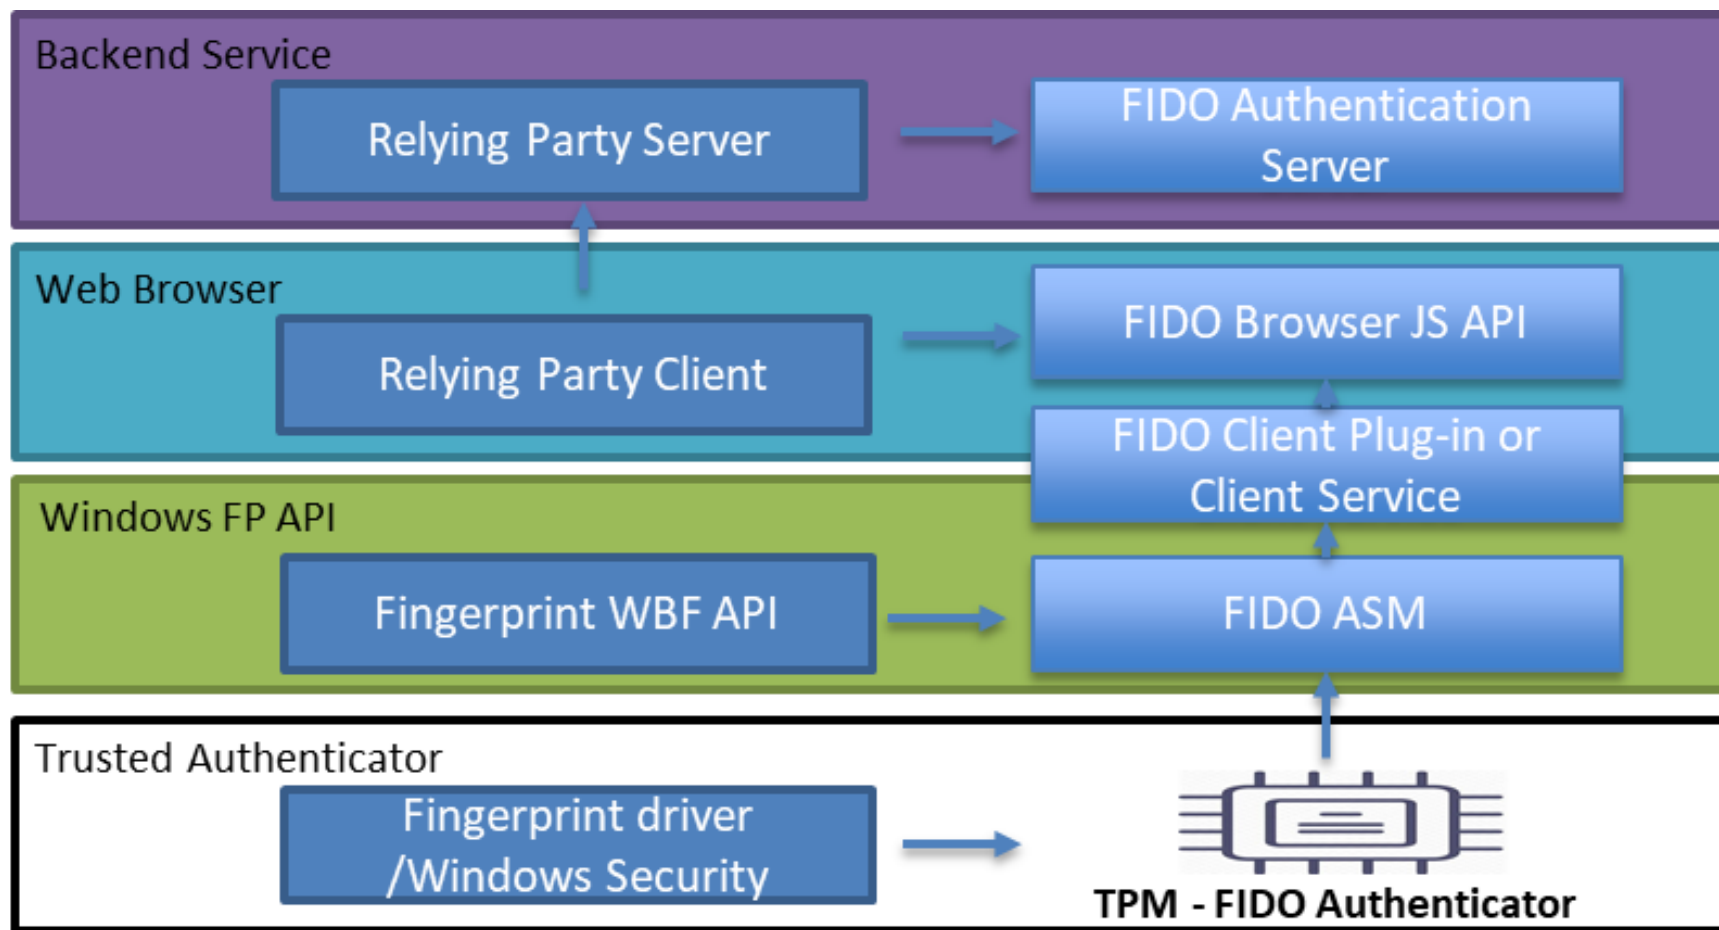 Backend Service
Relying Party Server
FIDO Authentication
Server
Web Browser
Relying Party Client
FIDO Browser JS API
FIDO Client Plug-in or
Client Service
Windows FP API
Fingerprint WBF API
FIDO ASM
Trusted Authenticator
Fingerprint driver
/Windows Security
TPM - FIDO Authenticator